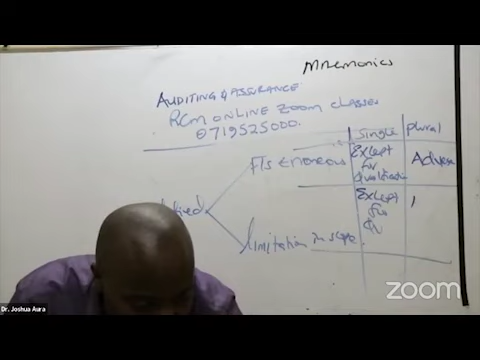 Mnemonics
AUDITING & ASSURANCE
RCM ONLINE ZOOM Classes
0719525000.
Single plural
F/s Except for qualification Adverse
limitation in scope. Except for
zoom
Dr. Joshua Aura